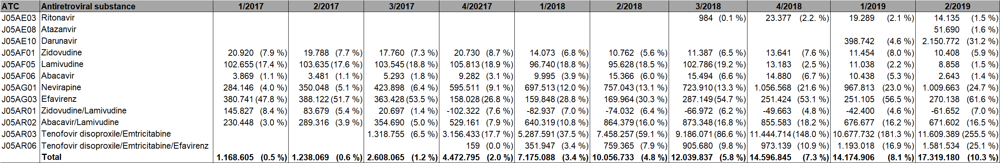 ATC Antiretroviral substance 1/2017 2/2017 3/2017 4/20217 1/2018 2/2018 3/2018 4/2018 1/2019 2/2019
J05AE03 Ritonavir 984 (0.1 %) 23.377 (2.2. %) 19.289 (2.1 %) 14.135 (1.5 %)
J05AE08 Atazanvir 51.690 (1.6 %)
J05AE10 Darunavir 398.742 (4.6 %) 2.150.772 (31.2 %)
J05AF01 Zidovudine 20.920 (7.9 %) 19.788 (7.7 %) 17.760 (7.3 %) 20.730 (8.7 %) 14.073 (6.8 %) 10.762 (5.6 %) 11.387 (6.5 %) 13.641 (7.6 %) 11.454 (8.0 %) 10.408 (5.9 %)
J05AF05 Lamivudine 102.655 (17.4 %) 103.635 (17.6 %) 103.545 (18.8 %) 105.813 (18.9 %) 96.740 (18.8 %) 95.628 (18.5 %) 102.786 (19.2 %) 13.183 (2.5 %) 11.038 (2.2 %) 8.858 (1.5 %)
J05AF06 Abacavir 3.869 (1.1 %) 3.481 (1.1 %) 5.293 (1.8 %) 9.282 (3.1 %) 9.995 (3.9 %) 15.366 (6.0 %) 15.494 (6.6 %) 14.880 (6.7 %) 10.438 (5.3 %) 2.643 (1.4 %)
J05AG01 Nevirapine 284.146 (4.0 %) 350.048 (5.1 %) 423.898 (6.4 %) 595.511 (9.1 %) 697.513 (12.0 %) 757.043 (13.1 %) 723.910 (13.3 %) 1.056.568 (21.6 %) 967.813 (23.0 %) 1.009.663 (24.7 %)
J05AG03 Efavirenz 380.741 (47.8 %) 388.122 (51.7 %) 363.428 (53.5 %) 158.028 (26.8 %) 159.848 (28.8 %) 169.964 (30.3 %) 287.149 (54.7 %) 251.424 (53.1 %) 251.105 (56.5 %) 270.138 (61.6 %)
J05AR01 Zidovudine/Lamivudine 145.827 (8.4 %) 83.679 (5.4 %) 20.697 (1.4 %) -102.322 (7.6 %) -82.937 (7.0 %) -74.032 (6.4 %) -66.972 (6.2 %) -49.663 (4.8 %) -42.400 (4.6 %) -61.652 (7.0 %)
J05AR02 Abacavir/Lamivudine 230.448 (3.0 %) 289.316 (3.9 %) 354.690 (5.0 %) 529.161 (7.9 %) 640.319 (10.8 %) 864.379 (16.0 %) 873.348 (16.8 %) 855.583 (18.2 %) 676.677 (16.2 %) 671.602 (16.5 %)
J05AR03 Tenofovir disoproxile/Emtricitabine 1.318.755 (6.5 %) 3.156.433 (17.7 %) 5.287.591 (37.5 %) 7.458.257 (59.1 %) 9.186.071 (86.6 %) 11.444.714 (148.0 %) 10.677.732 (181.3 %) 11.609.389 (255.5 %)
J05AR06 Tenofovir disoproxile/Emtricitabine/Efavirenz 159 (0.0 %) 351.947 (3.4 %) 759.365 (7.9 %) 905.680 (9.8 %) 973.139 (10.9 %) 1.193.018 (16.9 %) 1.581.534 (25.1 %)
Total 1.168.605 (0.5 %) 1.238.069 (0.6 %) 2.608.065 (1.2 %) 4.472.795 (2.0 %) 7.175.088 (3.4 %) 10.056.733 (4.8 %) 12.039.837 (5.8 %) 14.596.845 (7.3 %) 14.174.906 (8.1 %) 17.319.180 (10.3 %)